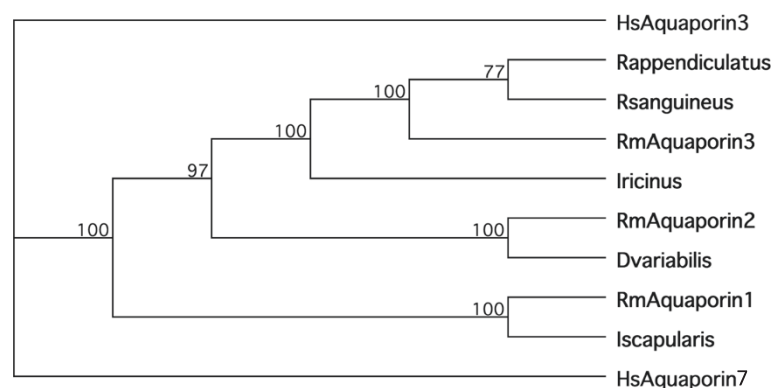 HsAquaporin3
Rappendiculatus
77
Rsanguineus
100
RmAquaporin3
100
Iricinus
97
RmAquaporin2
100
100
Dvariabilis
RmAquaporin1
100
Iscapularis
HsAquaporin7